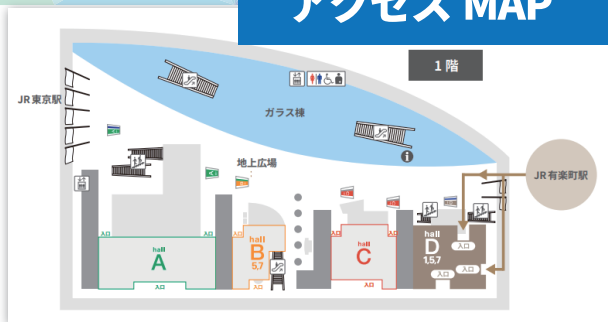 アクセス MAP
1階
JR東京駅
ガラス棟
地上広場
JR有楽町駅
入口
入口
hall
A
入口
入口
hall
B
5,7
入口
入口
入口
hall
C
入口
hall
D
1,5,7
入口
入口
入口